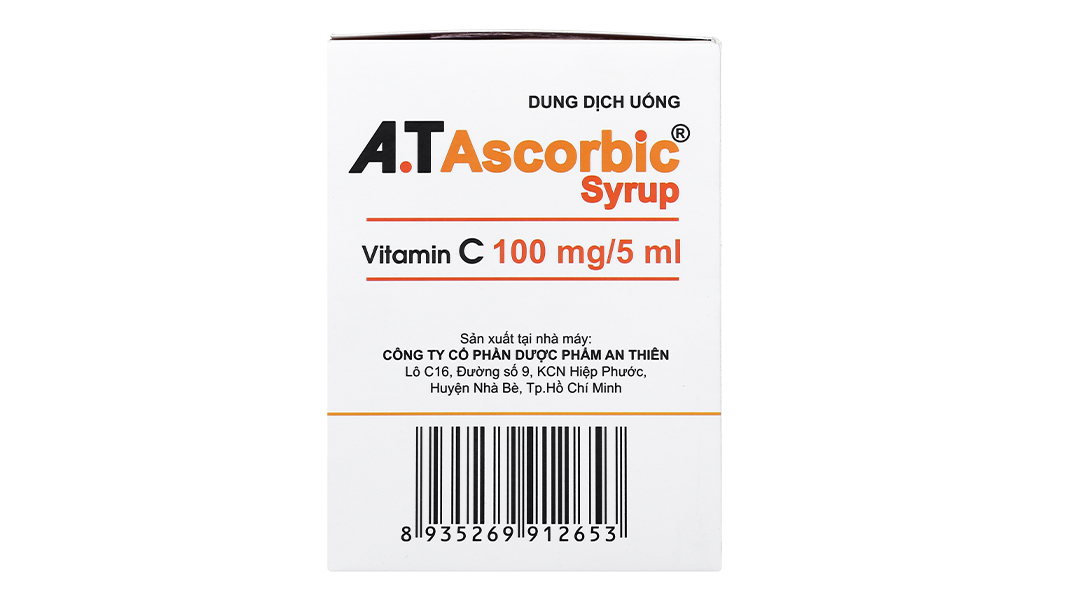 DUNG DỊCH UỐNG
A.T Ascorbic®
Syrup
Vitamin C 100 mg/5 ml
Sản xuất tại nhà máy:
CÔNG TY CỔ PHẦN DƯỢC PHẨM AN THIÊN
Lô C16, Đường số 9, KCN Hiệp Phước,
Huyện Nhà Bè, Tp.Hồ Chí Minh
8 935269 912653